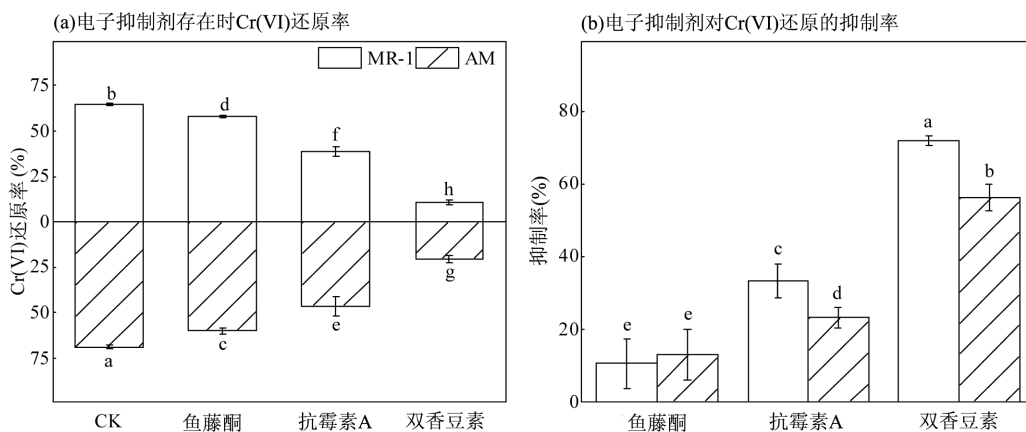 (a)电子抑制剂存在时Cr(VI)还原率
MR-1 AM
Cr(VI)还原率(%)
75
50
25
0
25
50
75
b
d
f
h
a
c
e
g
CK 鱼藤酮 抗霉素A 双香豆素
(b)电子抑制剂对Cr(VI)还原的抑制率
抑制率(%)
80
60
40
20
0
e
e
c
d
a
b
鱼藤酮 抗霉素A 双香豆素